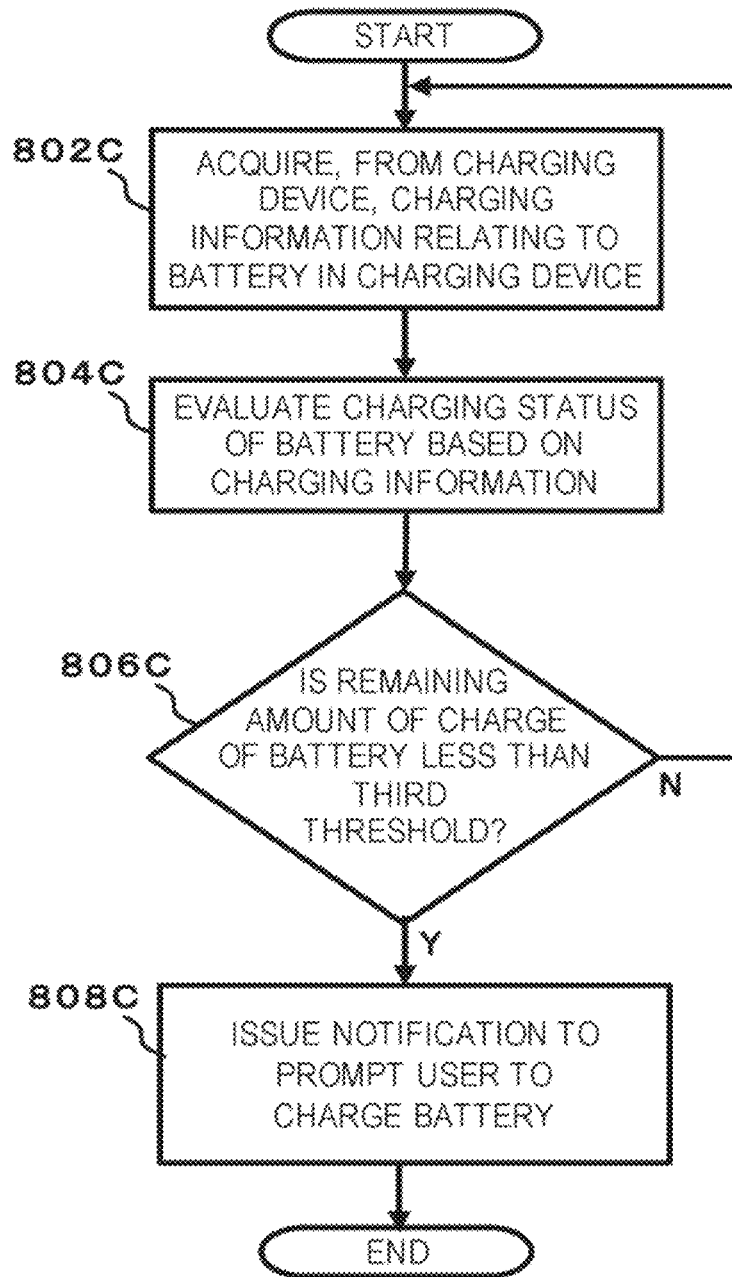 START
802C
ACQUIRE, FROM CHARGING
DEVICE, CHARGING
INFORMATION RELATING TO
BATTERY IN CHARGING DEVICE
804C
EVALUATE CHARGING STATUS
OF BATTERY BASED ON
CHARGING INFORMATION
806C
IS REMAINING
AMOUNT OF CHARGE
OF BATTERY LESS THAN
THIRD
THRESHOLD?
N
Y
808C
ISSUE NOTIFICATION TO
PROMPT USER TO
CHARGE BATTERY
END